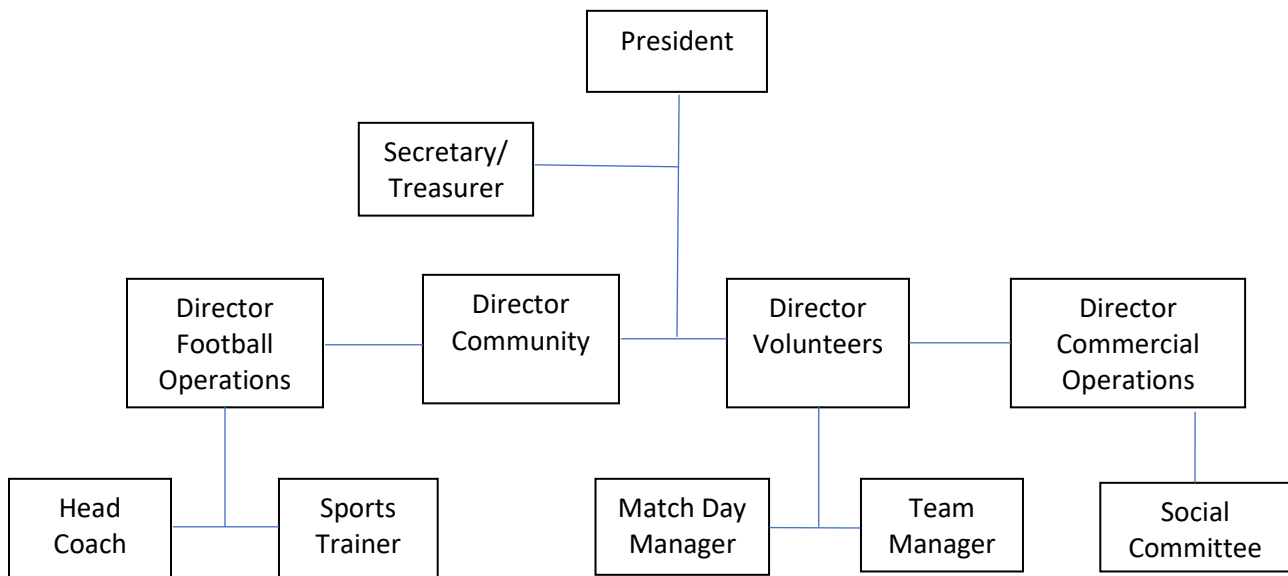 President
Secretary/
Treasurer
Director
Football
Operations
Director
Community
Director
Volunteers
Director
Commercial
Operations
Head
Coach
Sports
Trainer
Match Day
Manager
Team
Manager
Social
Committee